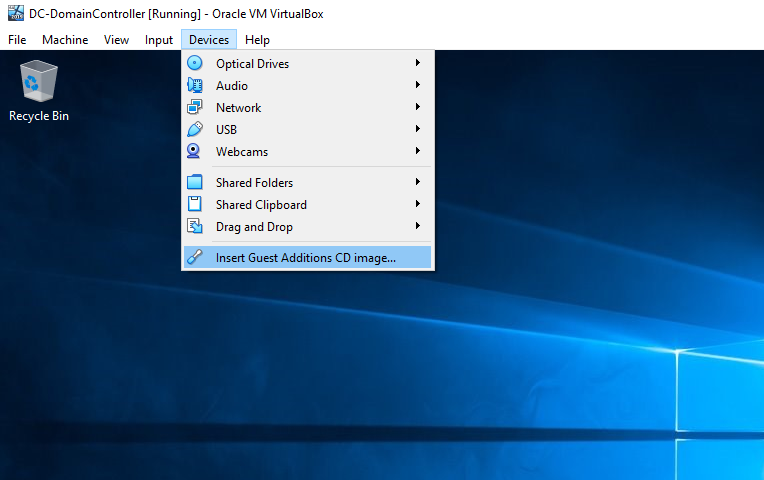 DC-DomainController [Running] - Oracle VM VirtualBox
File Machine View Input Devices Help
Optical Drives
Audio
Network
USB
Webcams
Shared Folders
Shared Clipboard
Drag and Drop
Insert Guest Additions CD image...
Recycle Bin